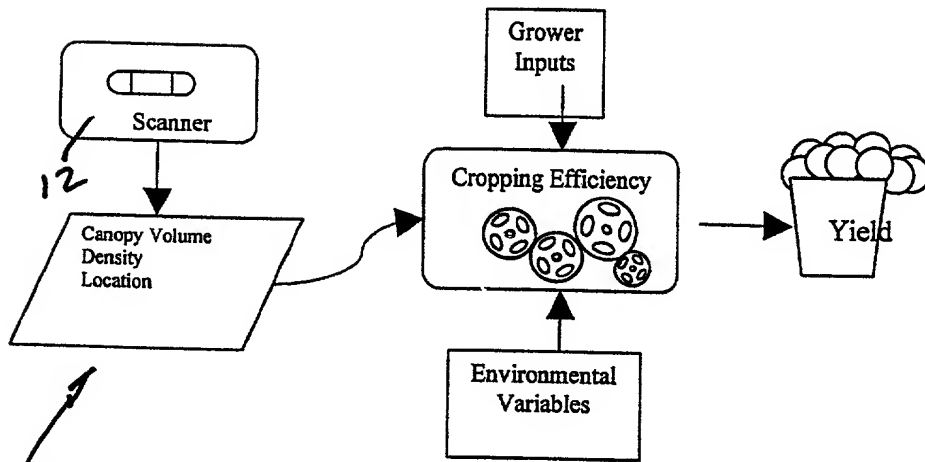 Grower
Inputs
Scanner
12
Cropping Efficiency
Canopy Volume
Density
Location
Yield
Environmental
Variables